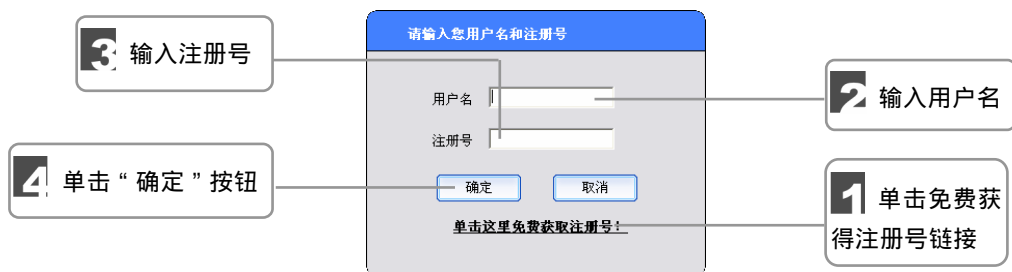 请输入您用户名和注册号
3 输入注册号
用户名
2 输入用户名
注册号
4 单击“确定”按钮
确定
取消
1 单击免费获
得注册号链接
单击这里免费获取注册号！